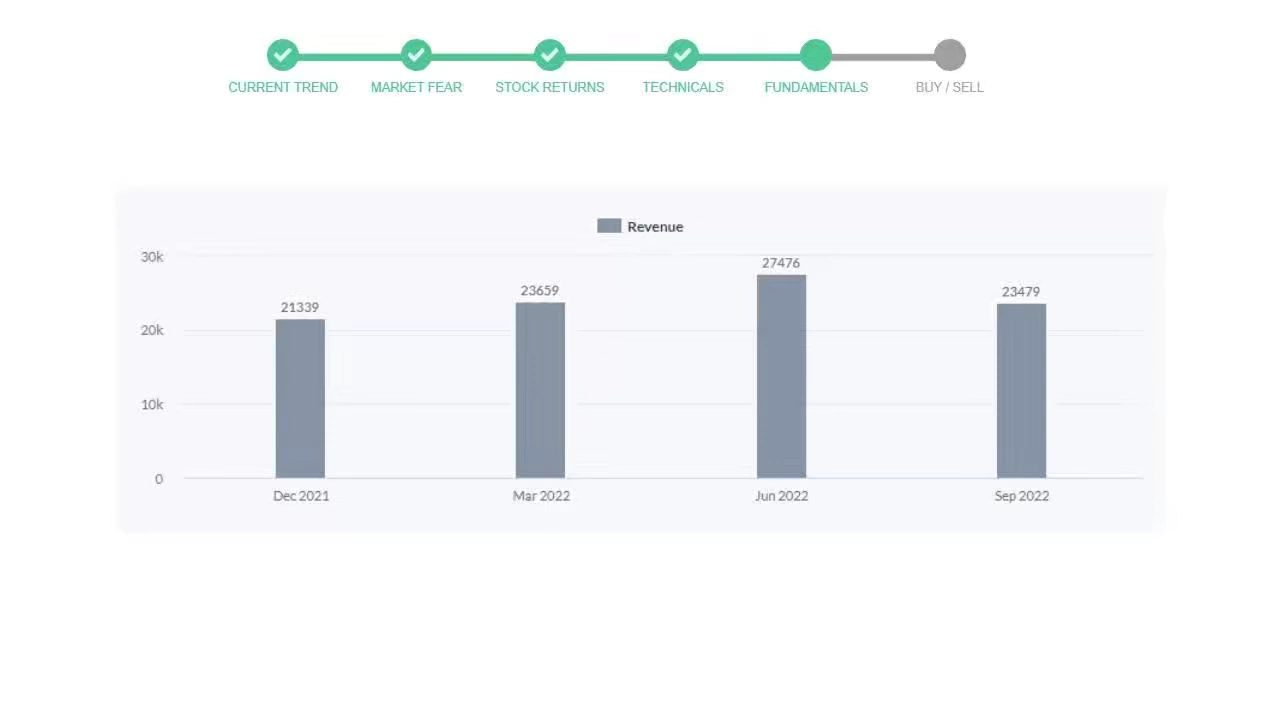 CURRENT TREND MARKET FEAR STOCK RETURNS TECHNICALS FUNDAMENTALS BUY / SELL
Revenue
30k
27476
23659
23479
21339
20k
10k
0
Dec 2021 Mar 2022 Jun 2022 Sep 2022